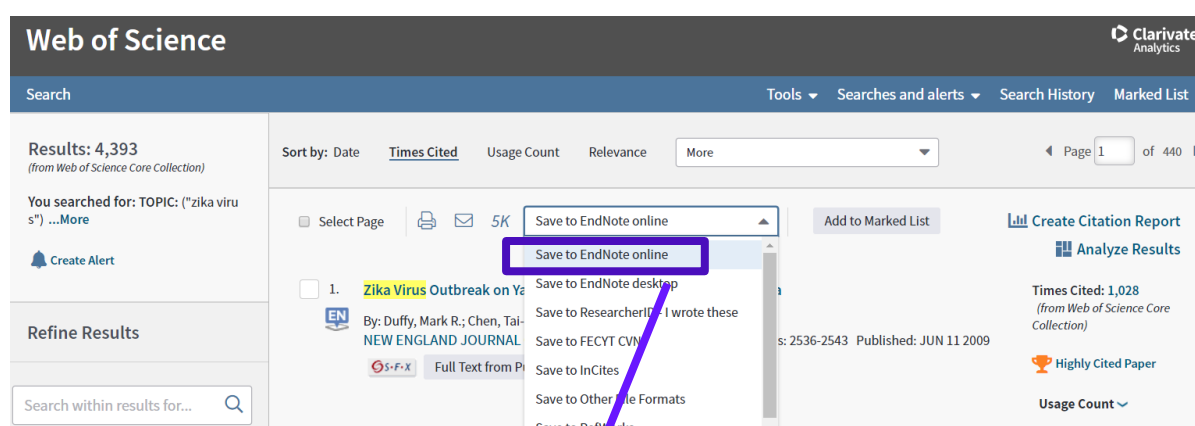 Web of Science
Clarivate
Analytics
Search
Tools
Searches and alerts
Search History
Marked List
Results: 4,393
(from Web of Science Core Collection)
You searched for: TOPIC: ("zika viru
s") ...More
Create Alert
Refine Results
Search within results for...
Sort by: Date Times Cited Usage Count Relevance More
Page 1 of 440
Select Page
5K
Save to EndNote online
Add to Marked List
Save to EndNote online
Save to EndNote desktop
Save to ResearcherID - I wrote these
Save to FECYT CVN
Save to InCites
Save to Other File Formats
Save to RefWorks
1. Zika Virus Outbreak on Ya
EN
By: Duffy, Mark R.; Chen, Tai-
NEW ENGLAND JOURNAL
s: 2536-2543 Published: JUN 11 2009
S·F·X
Full Text from P
Create Citation Report
Analyze Results
Times Cited: 1,028
(from Web of Science Core
Collection)
Highly Cited Paper
Usage Count